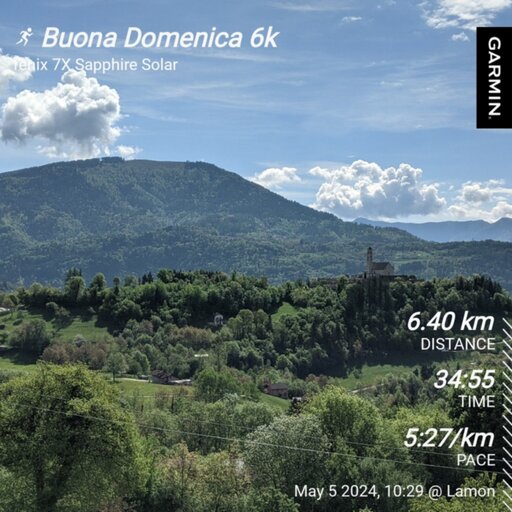 Buona Domenica 6k
fenix 7X Sapphire Solar
GARMIN.
6.40 km
DISTANCE
34:55
TIME
5:27/km
PACE
May 5 2024, 10:29 @ Lamon